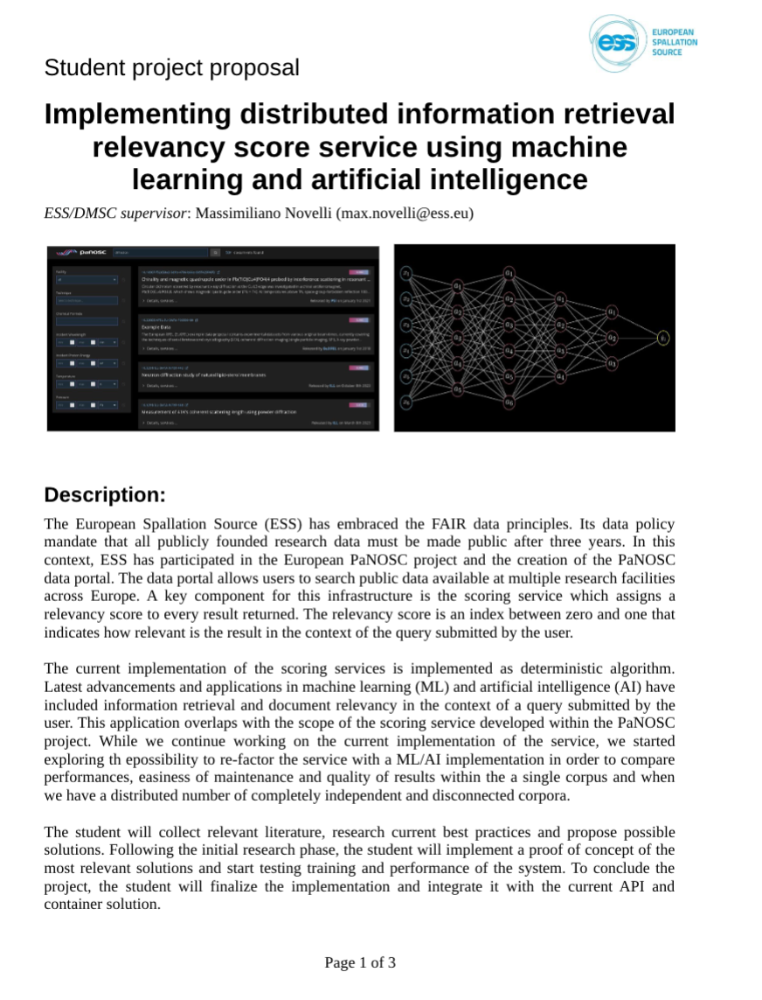 ess
EUROPEAN
SPALLATION
SOURCE
Student project proposal
Implementing distributed information retrieval
relevancy score service using machine
learning and artificial intelligence
ESS/DMSC supervisor: Massimiliano Novelli (max.novelli@ess.eu)
panosc
Example Data
Neutron diffraction study of
Measurement of coherent scattering length using powder diffraction
Description:
The European Spallation Source (ESS) has embraced the FAIR data principles. Its data policy
mandate that all publicly founded research data must be made public after three years. In this
context, ESS has participated in the European PaNOSC project and the creation of the PaNOSC
data portal. The data portal allows users to search public data available at multiple research facilities
across Europe. A key component for this infrastructure is the scoring service which assigns a
relevancy score to every result returned. The relevancy score is an index between zero and one that
indicates how relevant is the result in the context of the query submitted by the user.
The current implementation of the scoring services is implemented as deterministic algorithm.
Latest advancements and applications in machine learning (ML) and artificial intelligence (AI) have
included information retrieval and document relevancy in the context of a query submitted by the
user. This application overlaps with the scope of the scoring service developed within the PaNOSC
project. While we continue working on the current implementation of the service, we started
exploring th epossibility to re-factor the service with a ML/AI implementation in order to compare
performances, easiness of maintenance and quality of results within the a single corpus and when
we have a distributed number of completely independent and disconnected corpora.
The student will collect relevant literature, research current best practices and propose possible
solutions. Following the initial research phase, the student will implement a proof of concept of the
most relevant solutions and start testing training and performance of the system. To conclude the
project, the student will finalize the implementation and integrate it with the current API and
container solution.
Page 1 of 3